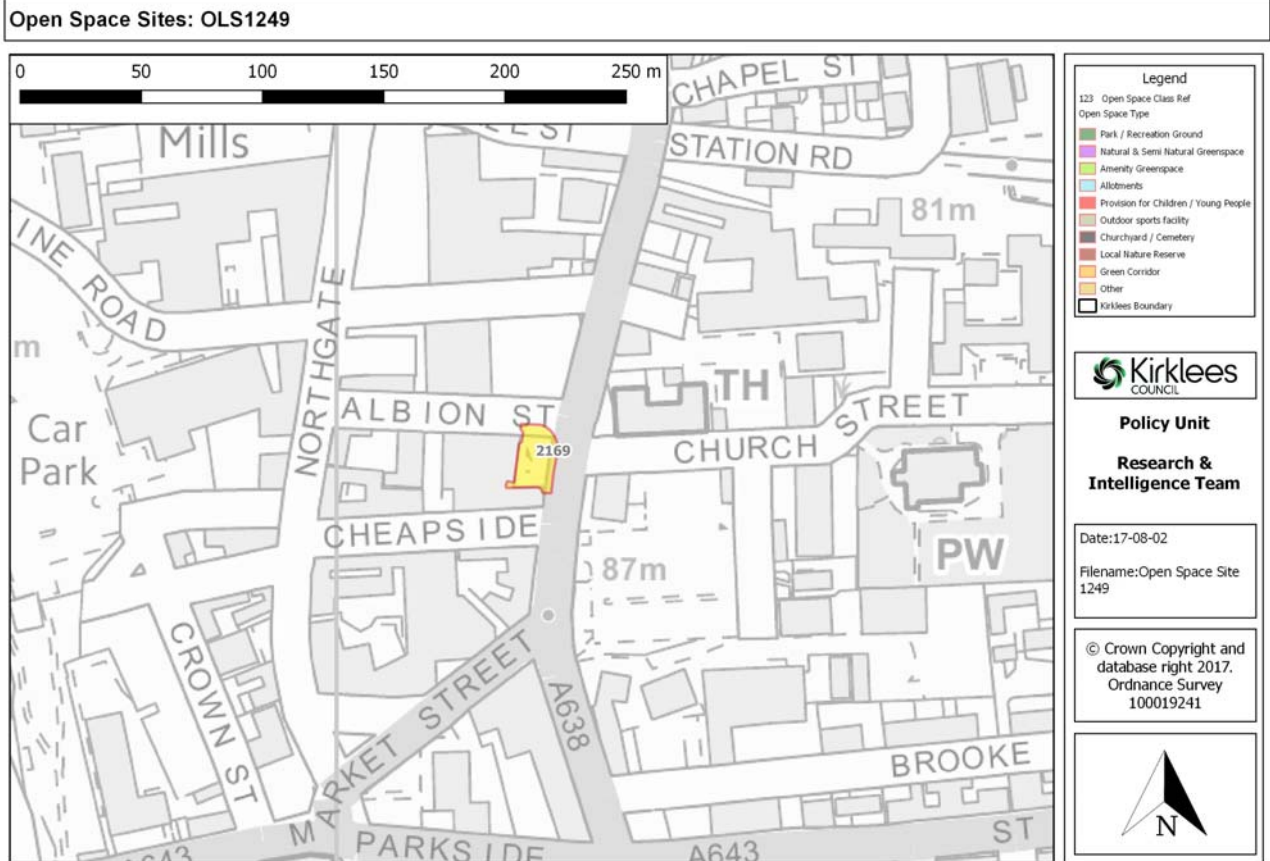 Open Space Sites: OLS1249
0 50 100 150 200 250 m
CHAPEL ST
Mills
STATION RD
81m
INE ROAD
NORTHGATE
m
ALBION ST
TH
Car
Park
2169
CHURCH STREET
CHEAPSIDE
87m
PW
CROWN ST
MARKET STREET
A638
BROOKE
ST
A643
PARKSIDE
A643
Legend
123 Open Space Class Ref
Open Space Type
Park / Recreation Ground
Natural & Semi Natural Greenspace
Amenity Greenspace
Allotments
Provision for Children / Young People
Outdoor sports facility
Churchyard / Cemetery
Local Nature Reserve
Green Corridor
Other
Kirklees Boundary
Kirklees
COUNCIL
Policy Unit
Research &
Intelligence Team
Date:17-08-02
Filename:Open Space Site
1249
© Crown Copyright and
database right 2017.
Ordnance Survey
100019241
N